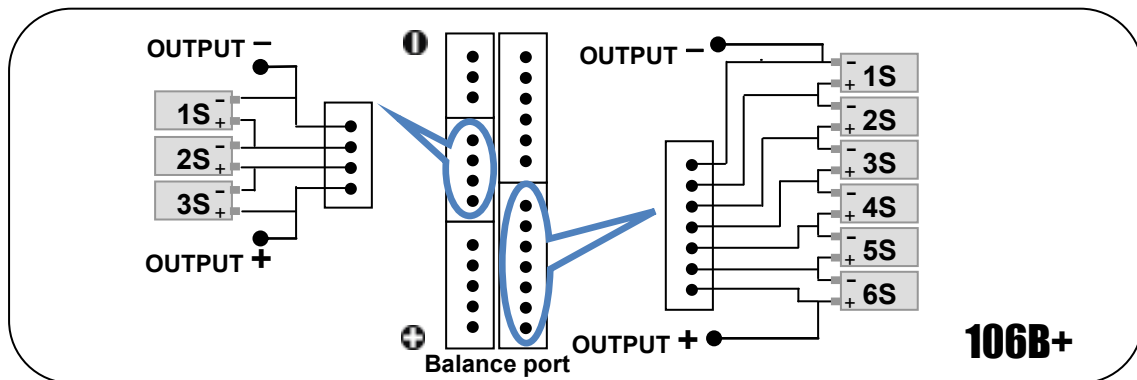 OUTPUT −
1S - +
2S - +
3S - +
OUTPUT +
Balance port
OUTPUT −
- 1S +
- 2S +
- 3S +
- 4S +
- 5S +
- 6S +
OUTPUT +
106B+